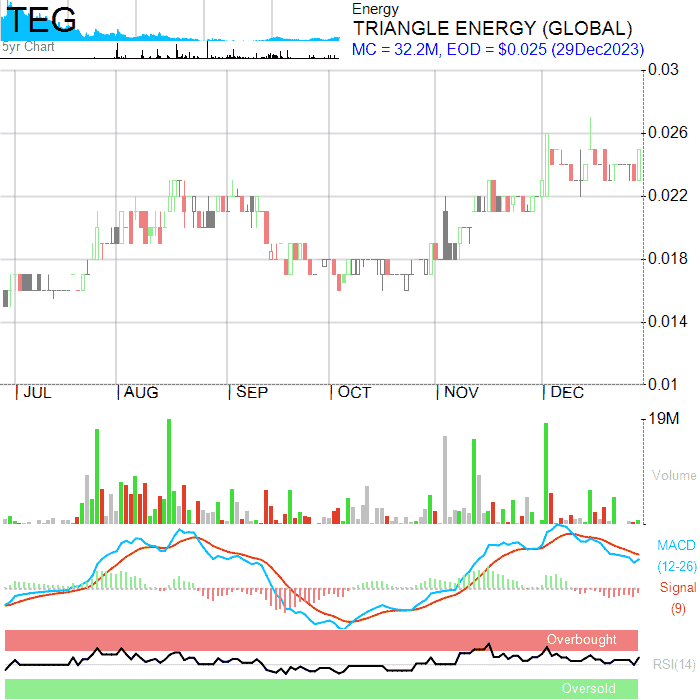 TEG
5yr Chart
Energy
TRIANGLE ENERGY (GLOBAL)
MC = 32.2M, EOD = $0.025 (29Dec2023)
0.03
0.026
0.022
0.018
0.014
0.01
JUL AUG SEP OCT NOV DEC
19M
Volume
MACD
(12-26)
Signal
(9)
Overbought
RSI(14)
Oversold